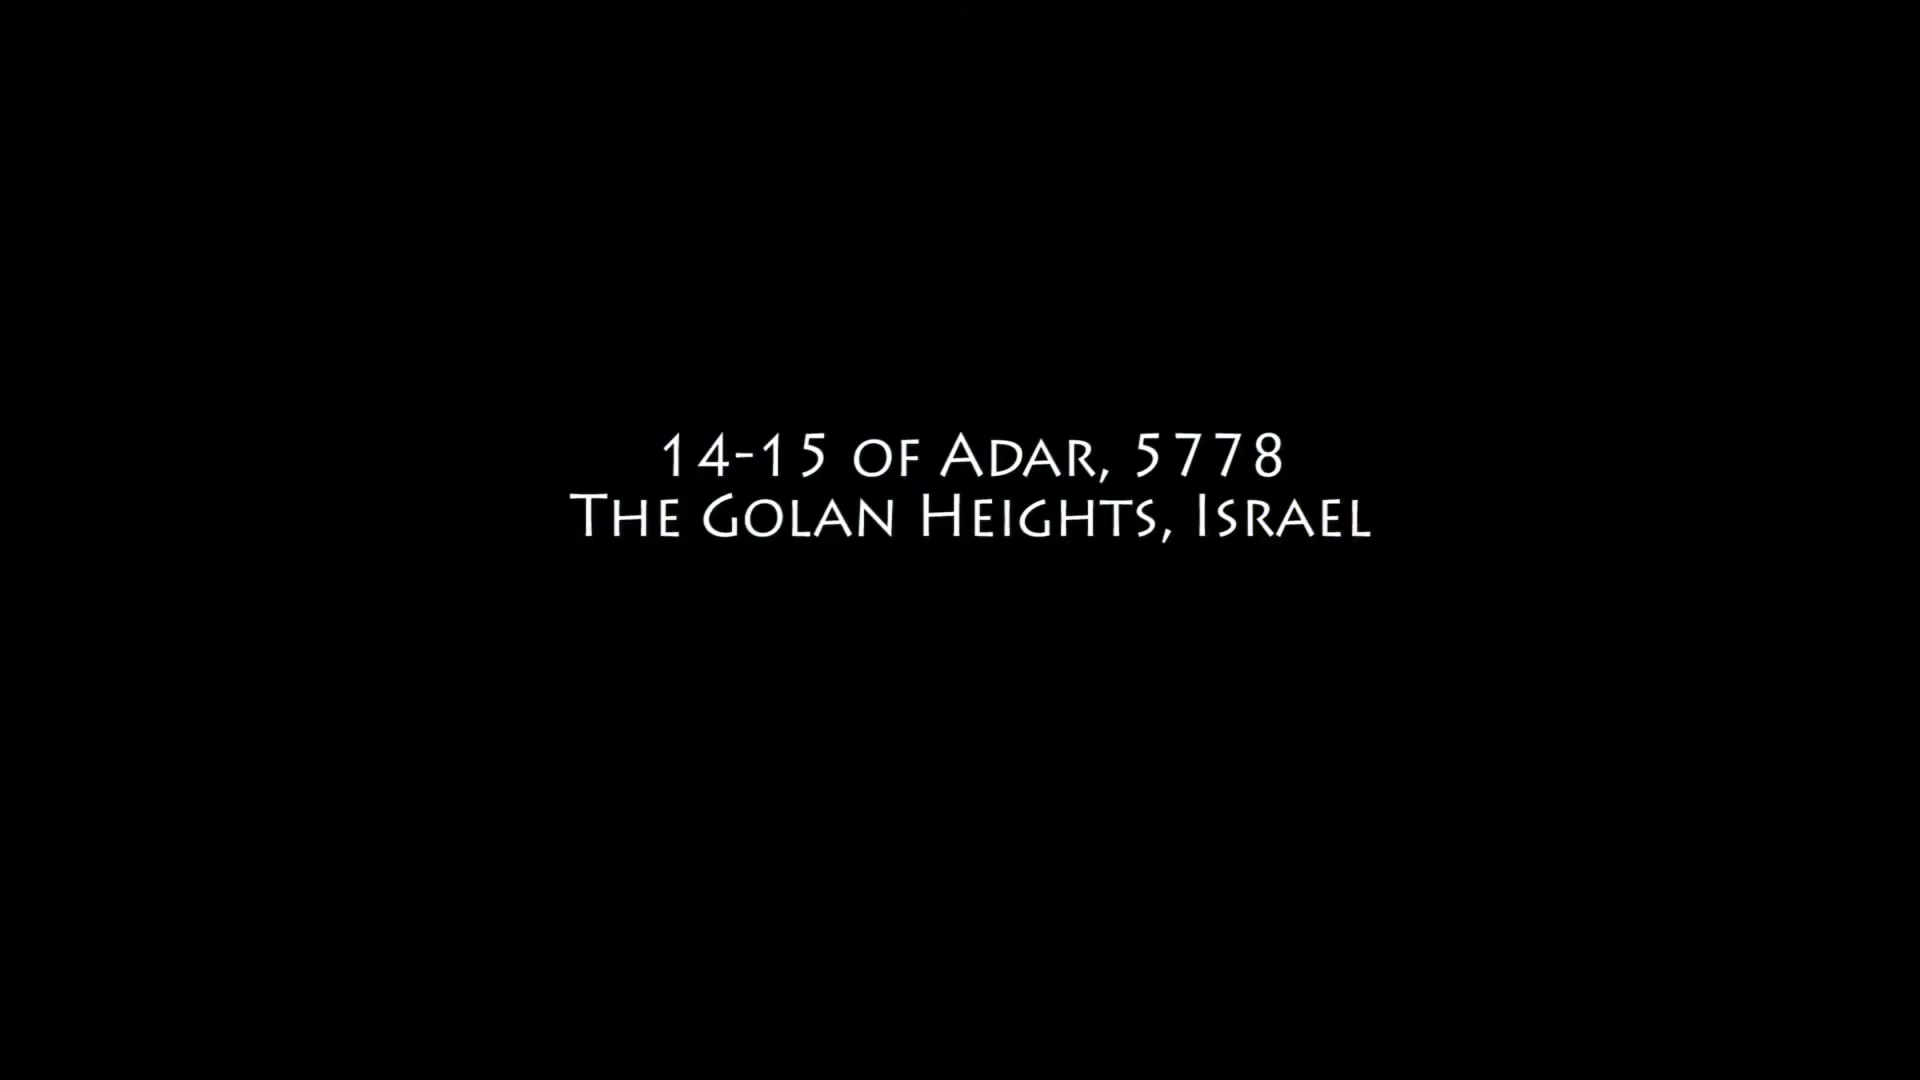 14-15 of Adar, 5778
The Golan Heights, Israel